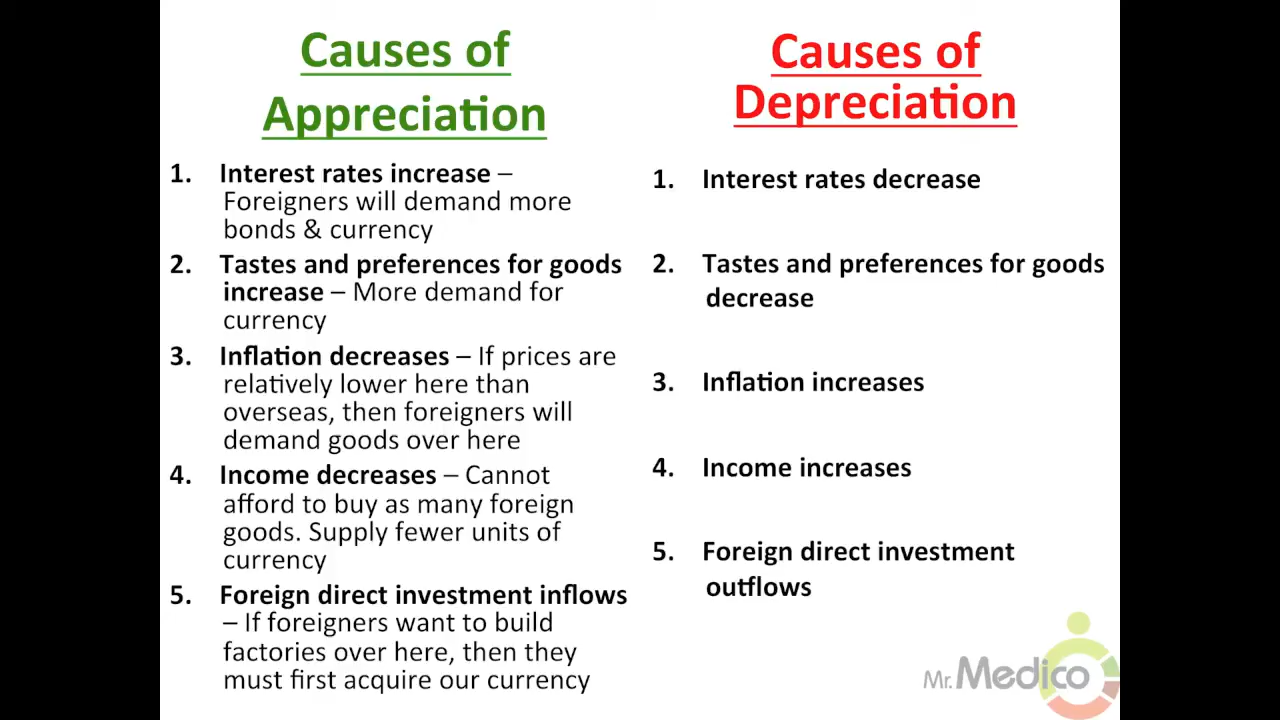 Causes of
Appreciation
1. Interest rates increase –
Foreigners will demand more
bonds & currency
2. Tastes and preferences for goods
increase – More demand for
currency
3. Inflation decreases – If prices are
relatively lower here than
overseas, then foreigners will
demand goods over here
4. Income decreases – Cannot
afford to buy as many foreign
goods. Supply fewer units of
currency
5. Foreign direct investment inflows
– If foreigners want to build
factories over here, then they
must first acquire our currency
Causes of
Depreciation
1. Interest rates decrease
2. Tastes and preferences for goods
decrease
3. Inflation increases
4. Income increases
5. Foreign direct investment
outflows
Mr. Medico